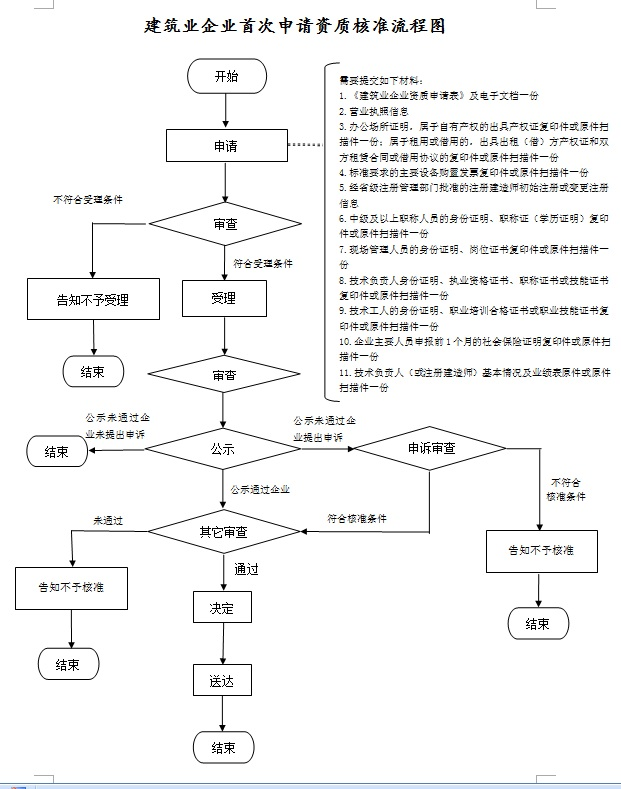 建筑业企业首次申请资质核准流程图
开始
申请
需要提交如下材料：
1. 《建筑业企业资质申请表》及电子文档一份
2. 营业执照信息
3. 办公场所证明，属于自有产权的出具产权证复印件或原件扫
描件一份；属于租用或借用的，出具出租（借）方产权证和双
方租赁合同或借用协议的复印件或原件扫描件一份
4. 标准要求的主要设备购置发票复印件或原件扫描件一份
5. 经省级注册管理部门批准的注册建造师初始注册或变更注册
信息
6. 中级及以上职称人员的身份证明、职称证（学历证明）复印
件或原件扫描件一份
7. 现场管理人员的身份证明、岗位证书复印件或原件扫描件一
份
8. 技术负责人身份证明、执业资格证书、职称证书或技能证书
复印件或原件扫描件一份
9. 技术工人的身份证明、职业培训合格证书或职业技能证书复
印件或原件扫描件一份
10. 企业主要人员申报前 1 个月的社会保险证明复印件或原件扫
描件一份
11. 技术负责人（或注册建造师）基本情况及业绩表原件或原件
扫描件一份
不符合受理条件
审查
符合受理条件
告知不予受理
受理
结束
审查
公示未通过企
业未提出申诉
公示未通过企
业提出申诉
结束
公示
申诉审查
公示通过企业
不符合
核准条件
未通过
其它审查
符合核准条件
告知不予核准
通过
告知不予核准
决定
结束
结束
送达
结束